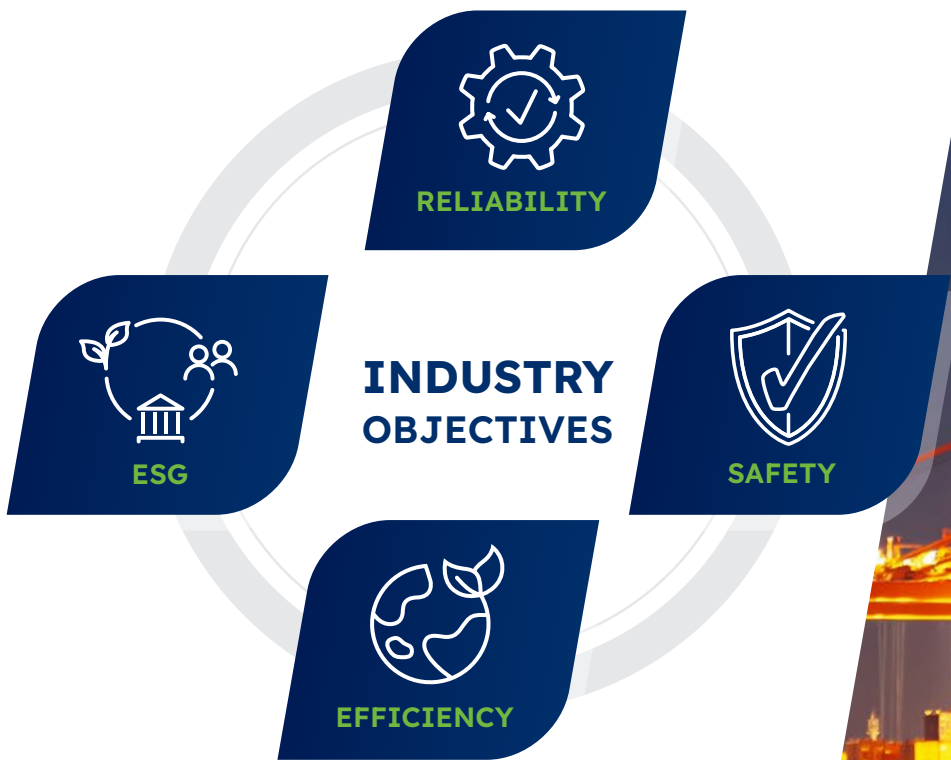 RELIABILITY
ESG
INDUSTRY
OBJECTIVES
SAFETY
EFFICIENCY